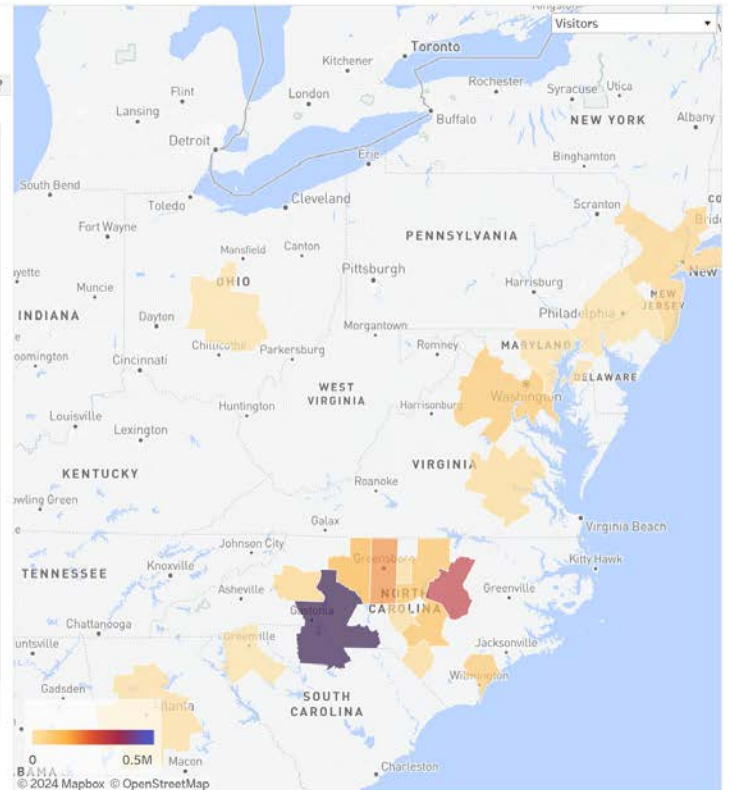 Visitors
Toronto
Kitchener
Rochester
Syracuse
Utica
Flint
London
Lansing
Buffalo
NEW YORK
Albany
Detroit
Erie
Binghamton
South Bend
Toledo
Cleveland
Scranton
Fort Wayne
PENNSYLVANIA
Mansfield
Canton
Pittsburgh
New
OHIO
Harrisburg
Muncie
NEW
JERSEY
INDIANA
Dayton
Philadelphia
Morgantown
Chillicothe
Parkersburg
Romney
MARYLAND
Cincinnati
DELAWARE
WEST
VIRGINIA
Washington
Huntington
Harrisonburg
Louisville
Lexington
KENTUCKY
VIRGINIA
Roanoke
Galax
Virginia Beach
Johnson City
Greensboro
Kitty Hawk
TENNESSEE
Knoxville
Asheville
NORTH
CAROLINA
Greenville
Gastonia
Chattanooga
Greenville
Jacksonville
Wilmington
Gadsden
Atlanta
SOUTH
CAROLINA
0
0.5M
Macon
Charleston
© 2024 Mapbox © OpenStreetMap